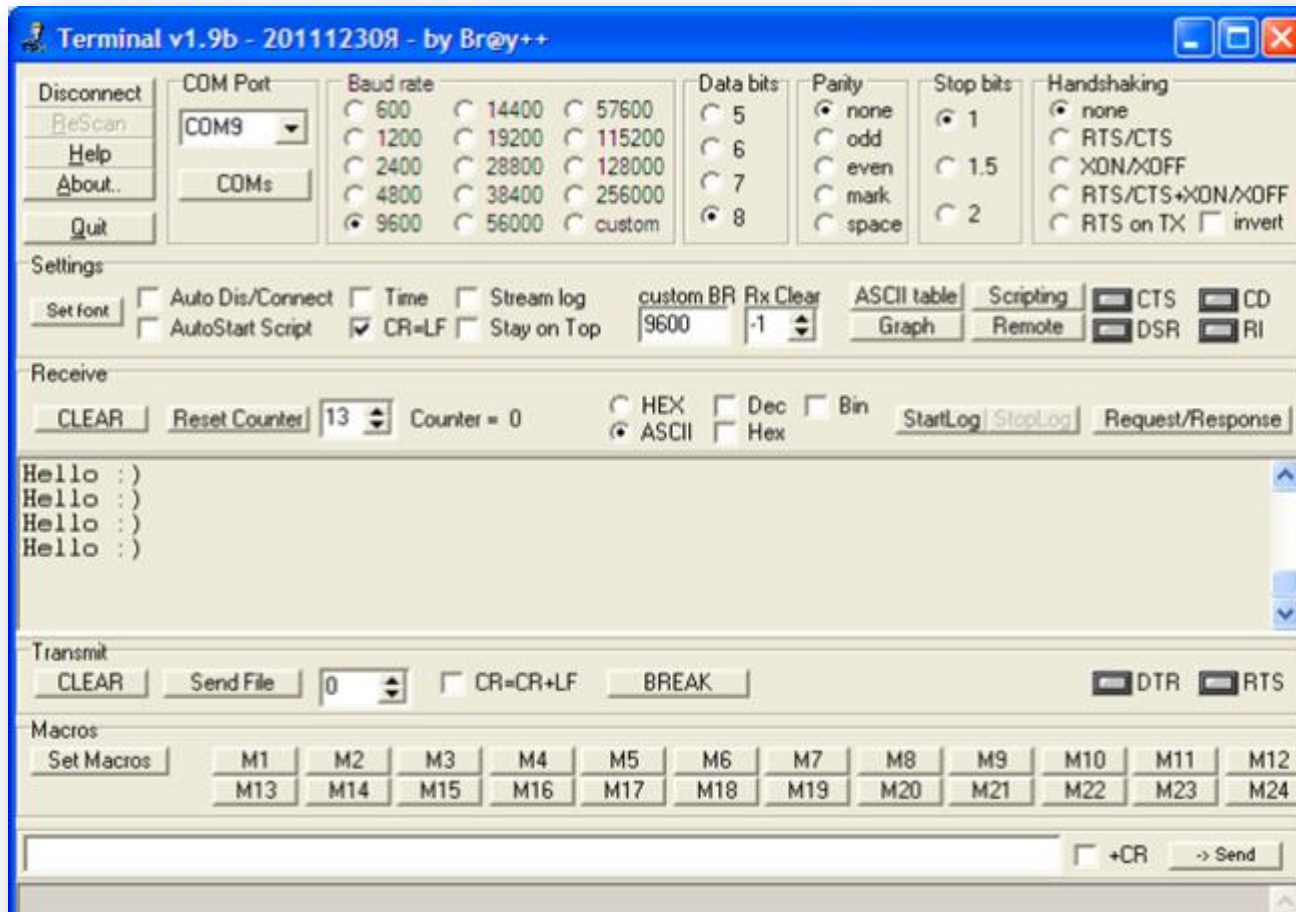 Terminal v1.9b - 20111230Я - by Br@y++
Disconnect
ReScan
Help
About..
Quit
COM Port
COM9
COMs
Baud rate
600 14400 57600
1200 19200 115200
2400 28800 128000
4800 38400 256000
9600 56000 custom
Data bits
5
6
7
8
Parity
none
odd
even
mark
space
Stop bits
1
1.5
2
Handshaking
none
RTS/CTS
XON/XOFF
RTS/CTS+XON/XOFF
RTS on TX invert
Settings
Set font
Auto Dis/Connect Time Stream log
AutoStart Script CR=LF Stay on Top
custom BR Rx Clear
9600 -1
ASCII table Scripting CTS CD
Graph Remote DSR RI
Receive
CLEAR Reset Counter 13 Counter = 0
HEX Dec Bin
ASCII Hex
StartLog StopLog Request/Response
Hello :)
Hello :)
Hello :)
Hello :)
Transmit
CLEAR Send File 0 CR=CR+LF BREAK DTR RTS
Macros
Set Macros M1 M2 M3 M4 M5 M6 M7 M8 M9 M10 M11 M12
M13 M14 M15 M16 M17 M18 M19 M20 M21 M22 M23 M24
+CR -> Send